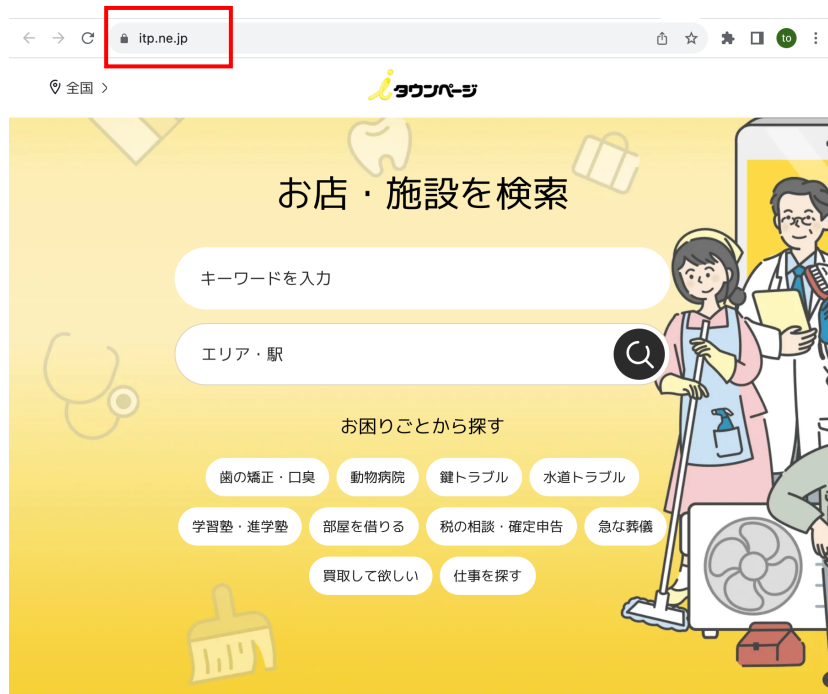 itp.ne.jp
to
全国
iタウンページ
お店・施設を検索
キーワードを入力
エリア・駅
お困りごとから探す
歯の矯正・口臭 動物病院 鍵トラブル 水道トラブル
学習塾・進学塾 部屋を借りる 税の相談・確定申告 急な葬儀
買取して欲しい 仕事を探す